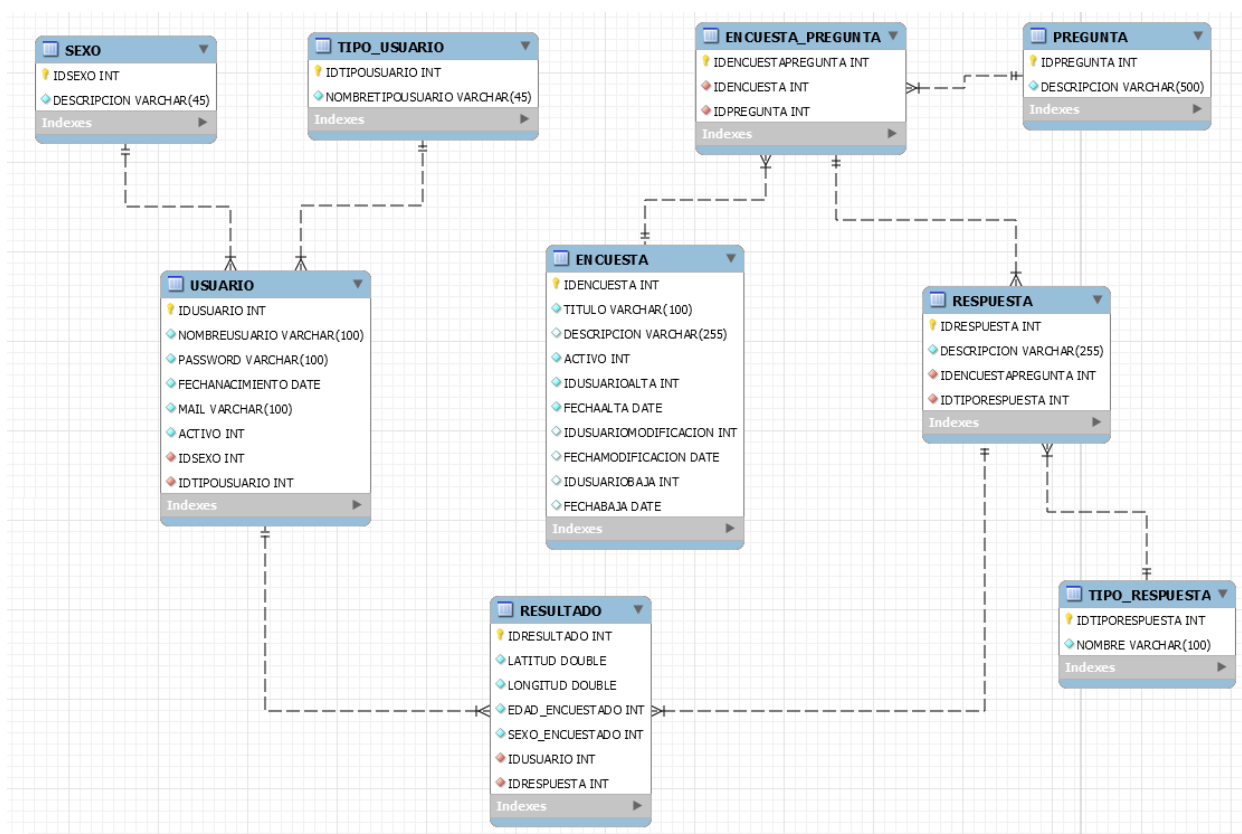 SEXO
IDSEXO INT
DESCRIPCION VARCHAR(45)
Indexes
TIPO_USUARIO
IDTIPOUSUARIO INT
NOMBRETIPOUSUARIO VARCHAR(45)
Indexes
ENCUESTA_PREGUNTA
IDENCUESTAPREGUNTA INT
IDENCUESTA INT
IDPREGUNTA INT
Indexes
PREGUNTA
IDPREGUNTA INT
DESCRIPCION VARCHAR(500)
Indexes
USUARIO
IDUSUARIO INT
NOMBREUSUARIO VARCHAR(100)
PASSWORD VARCHAR(100)
FECHANACIMIENTO DATE
MAIL VARCHAR(100)
ACTIVO INT
IDSEXO INT
IDTIPOUSUARIO INT
Indexes
ENCUESTA
IDENCUESTA INT
TITULO VARCHAR(100)
DESCRIPCION VARCHAR(255)
ACTIVO INT
IDUSUARIOALTA INT
FECHAALTA DATE
IDUSUARIOMODIFICACION INT
FECHAMODIFICACION DATE
IDUSUARIOBAJA INT
FECHABAJA DATE
Indexes
RESPUESTA
IDRESPUESTA INT
DESCRIPCION VARCHAR(255)
IDENCUESTAPREGUNTA INT
IDTIPORESPUESTA INT
Indexes
RESULTADO
IDRESULTADO INT
LATITUD DOUBLE
LONGITUD DOUBLE
EDAD_ENCUESTADO INT
SEXO_ENCUESTADO INT
IDUSUARIO INT
IDRESPUESTA INT
Indexes
TIPO_RESPUESTA
IDTIPORESPUESTA INT
NOMBRE VARCHAR(100)
Indexes